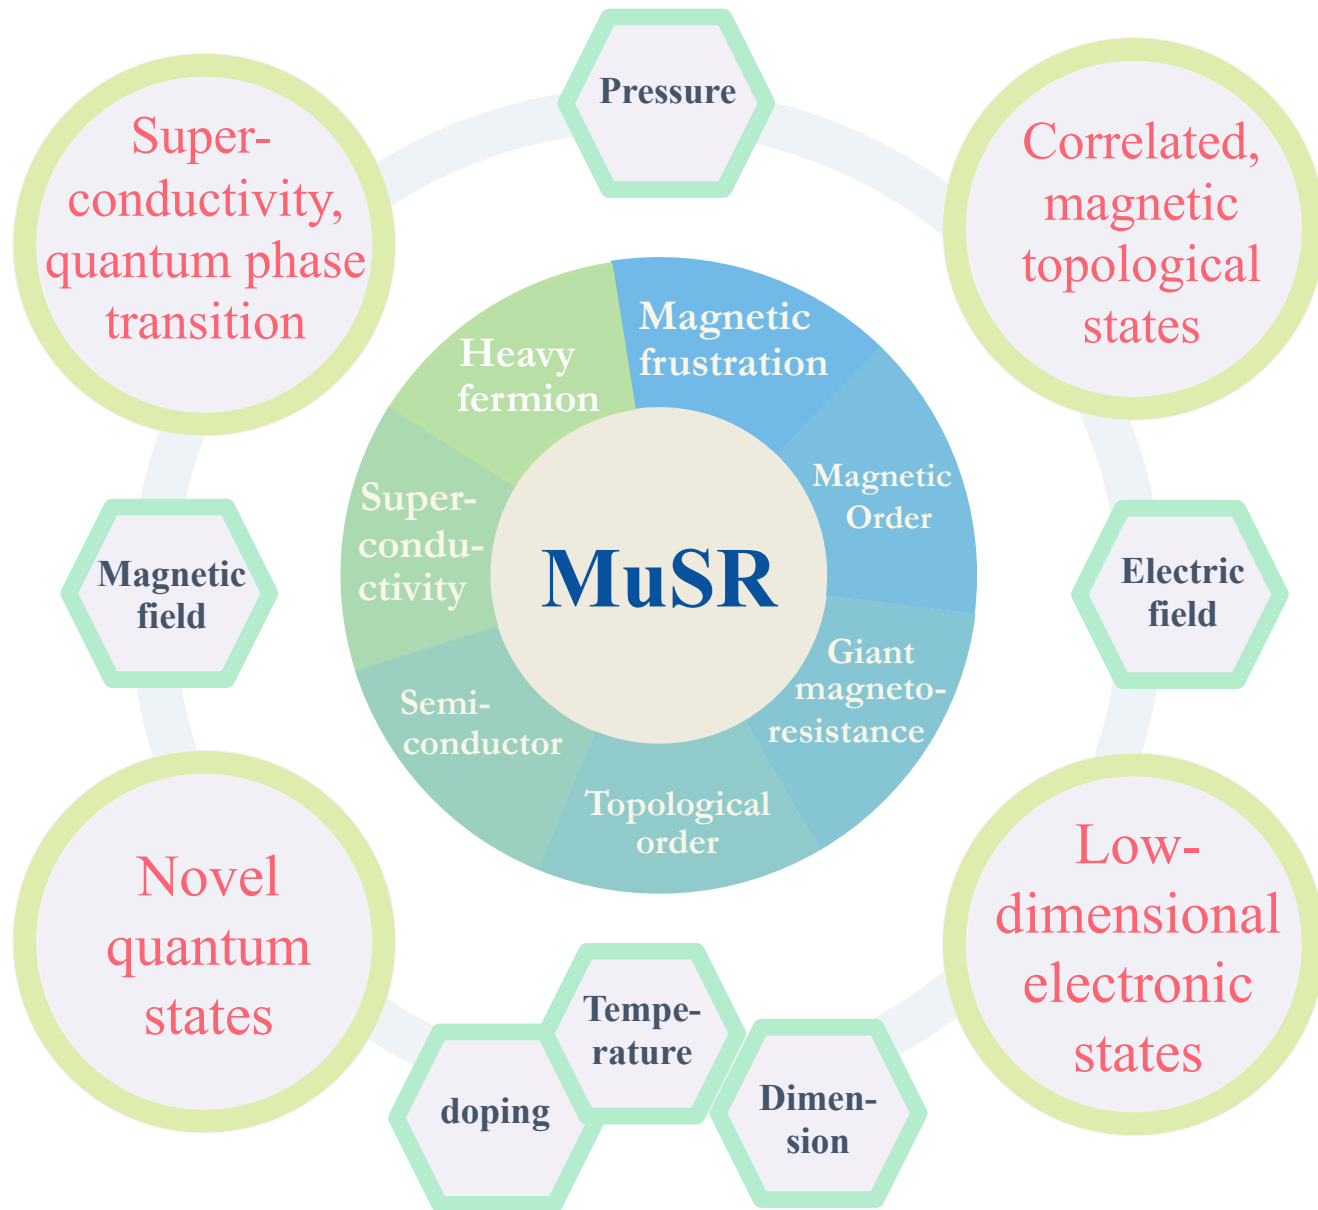 Pressure
Super-
conductivity,
quantum phase
transition
Correlated,
magnetic
topological
states
Magnetic
frustration
Heavy
fermion
Magnetic
Order
Super-
condu-
ctivity
MuSR
Magnetic
field
Electric
field
Giant
magneto-
resistance
Semi-
conductor
Topological
order
Novel
quantum
states
Low-
dimensional
electronic
states
Tempe-
rature
doping
Dimen-
sion